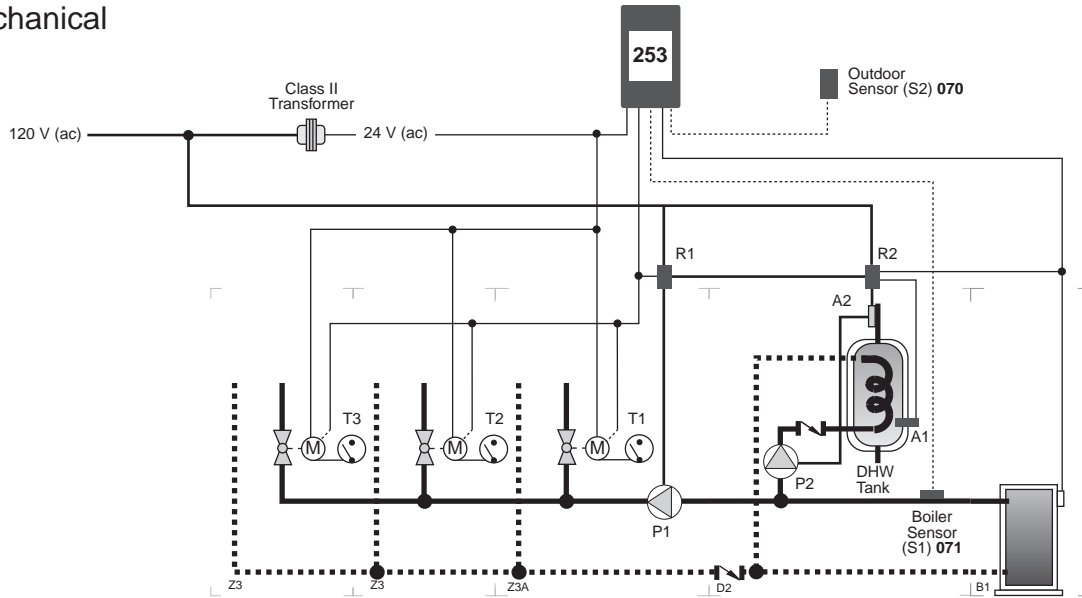 chanical
253
Outdoor
Sensor (S2) 070
Class II
Transformer
120 V (ac)
24 V (ac)
R1
R2
A2
T3
T2
T1
M
M
M
A1
P2
DHW
Tank
P1
Boiler
Sensor
(S1) 071
Z3
Z3
Z3A
D2
B1